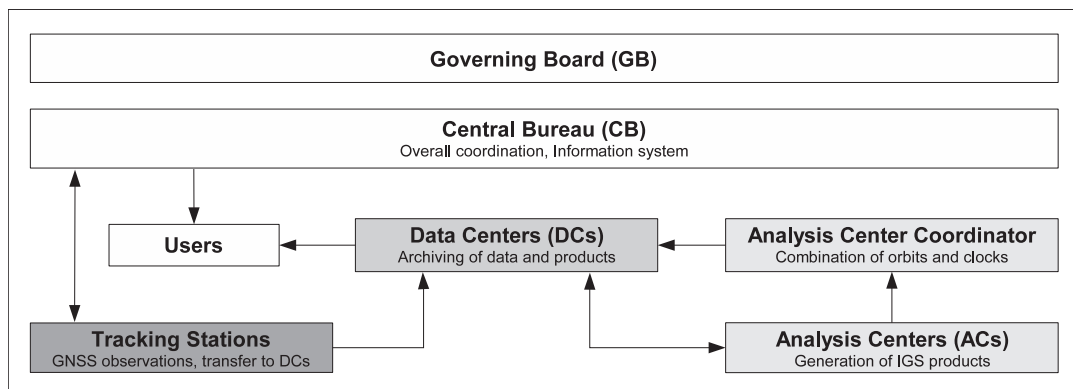 Governing Board (GB)
Central Bureau (CB)
Overall coordination, Information system
Users
Data Centers (DCs)
Archiving of data and products
Analysis Center Coordinator
Combination of orbits and clocks
Tracking Stations
GNSS observations, transfer to DCs
Analysis Centers (ACs)
Generation of IGS products